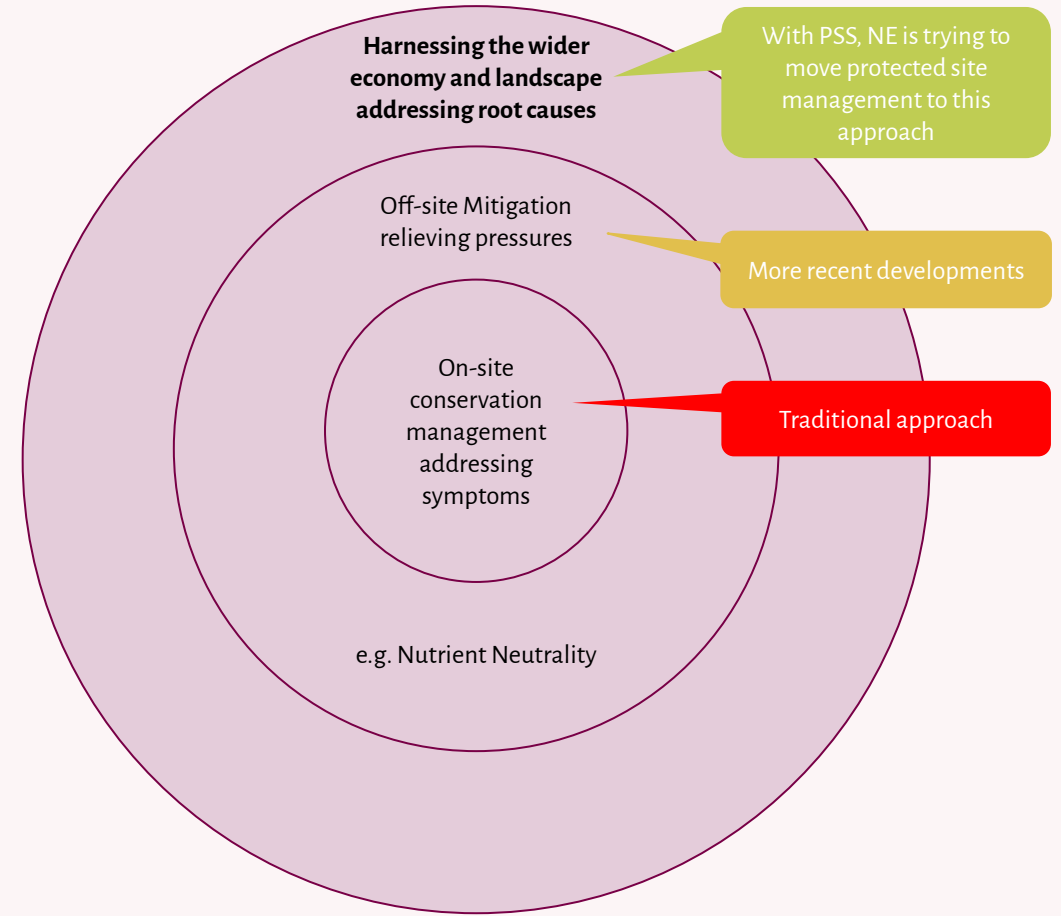 Harnessing the wider
economy and landscape
addressing root causes
With PSS, NE is trying to
move protected site
management to this
approach
Off-site Mitigation
relieving pressures
More recent developments
On-site
conservation
management
addressing
symptoms
Traditional approach
e.g. Nutrient Neutrality